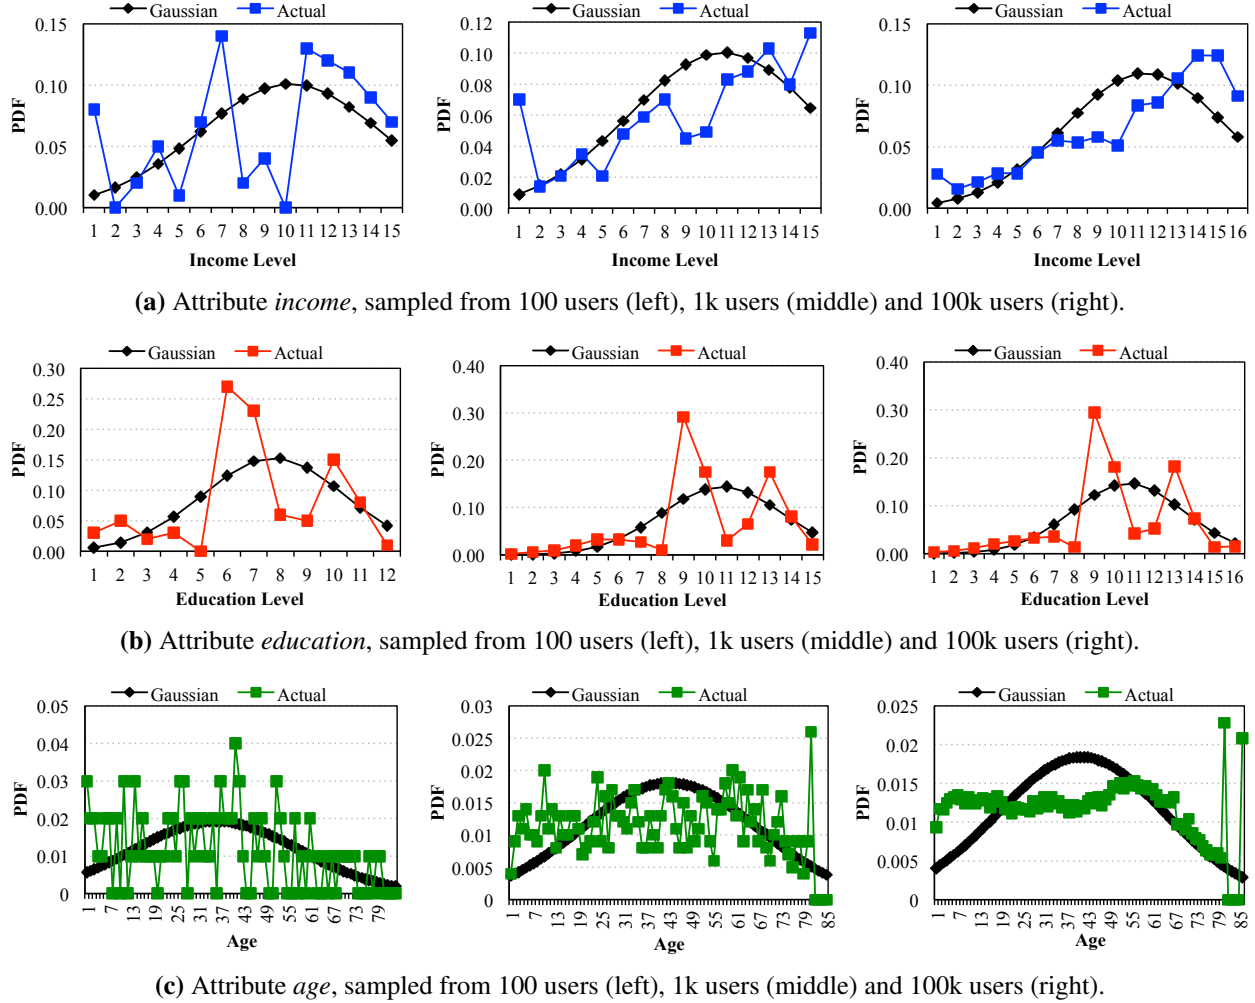 Gaussian Actual
0.15
0.10
0.05
0.00
PDF
1 2 3 4 5 6 7 8 9 10 11 12 13 14 15
Income Level
Gaussian Actual
0.12
0.10
0.08
0.06
0.04
0.02
0.00
PDF
1 2 3 4 5 6 7 8 9 10 11 12 13 14 15
Income Level
Gaussian Actual
0.15
0.10
0.05
0.00
PDF
1 2 3 4 5 6 7 8 9 10 11 12 13 14 15 16
Income Level
(a) Attribute income, sampled from 100 users (left), 1k users (middle) and 100k users (right).
Gaussian Actual
0.30
0.25
0.20
0.15
0.10
0.05
0.00
PDF
1 2 3 4 5 6 7 8 9 10 11 12
Education Level
Gaussian Actual
0.40
0.30
0.20
0.10
0.00
PDF
1 2 3 4 5 6 7 8 9 10 11 12 13 14 15
Education Level
Gaussian Actual
0.40
0.30
0.20
0.10
0.00
PDF
1 2 3 4 5 6 7 8 9 10 11 12 13 14 15 16
Education Level
(b) Attribute education, sampled from 100 users (left), 1k users (middle) and 100k users (right).
Gaussian Actual
0.05
0.04
0.03
0.02
0.01
0
PDF
1 7 13 19 25 31 37 43 49 55 61 67 73 79
Age
Gaussian Actual
0.03
0.025
0.02
0.015
0.01
0.005
0
PDF
1 7 13 19 25 31 37 43 49 55 61 67 73 79 85
Age
Gaussian Actual
0.025
0.02
0.015
0.01
0.005
0
PDF
1 7 13 19 25 31 37 43 49 55 61 67 73 79 85
Age
(c) Attribute age, sampled from 100 users (left), 1k users (middle) and 100k users (right).